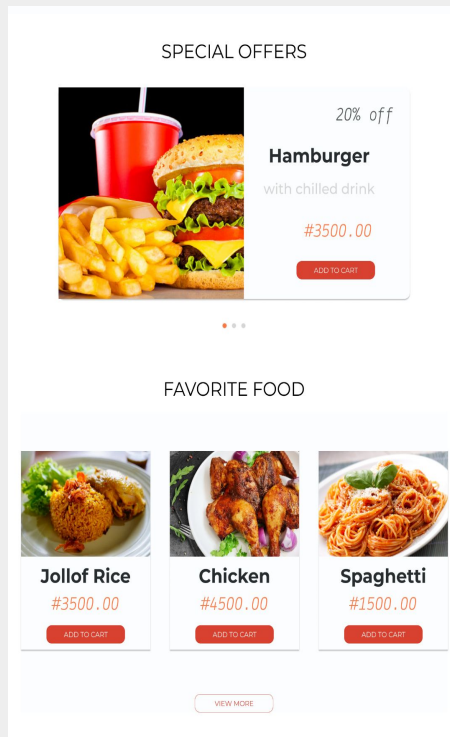 SPECIAL OFFERS
20% off
Hamburger
with chilled drink
#3500.00
ADD TO CART
FAVORITE FOOD
Jollof Rice
#3500.00
ADD TO CART
Chicken
#4500.00
ADD TO CART
Spaghetti
#1500.00
ADD TO CART
VIEW MORE